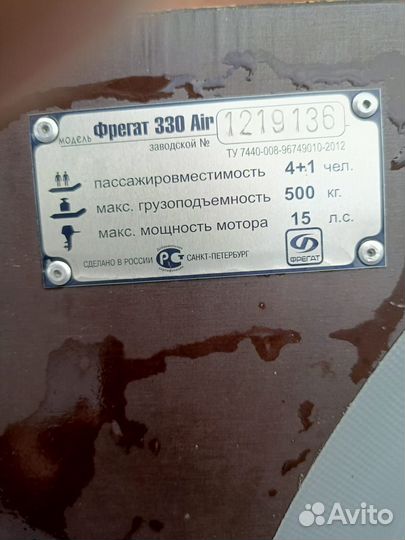 модель Фрегат 330 Air 1219136
заводской № ТУ 7440-008-96749010-2012
пассажировместимость 4+1 чел.
макс. грузоподъемность 500 кг.
макс. мощность мотора 15 л.с.
СДЕЛАНО В РОССИИ РСТ САНКТ-ПЕТЕРБУРГ ФРЕГАТ
Avito